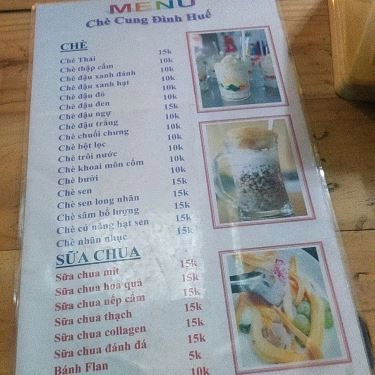 MENU
Chè Cung Đình Huế
CHÈ
Chè Thái 15k
Chè thập cẩm 10k
Chè đậu xanh đánh 10k
Chè đậu xanh hạt 10k
Chè đậu đỏ 10k
Chè đậu đen 15k
Chè đậu ngự 10k
Chè đậu trắng 10k
Chè chuối chưng 10k
Chè bột lọc 10k
Chè trôi nước 10k
Chè khoai môn cốm 10k
Chè bưởi 15k
Chè sen 15k
Chè sen long nhãn 10k
Chè sâm bổ lượng 15k
Chè củ năng hạt sen 15k
Chè nhãn nhục 15k
SỮA CHUA
Sữa chua mít 15k
Sữa chua hoa quả 15k
Sữa chua nếp cẩm 15k
Sữa chua thạch 15k
Sữa chua collagen 15k
Sữa chua đánh đá 5k
Bánh Flan 10k